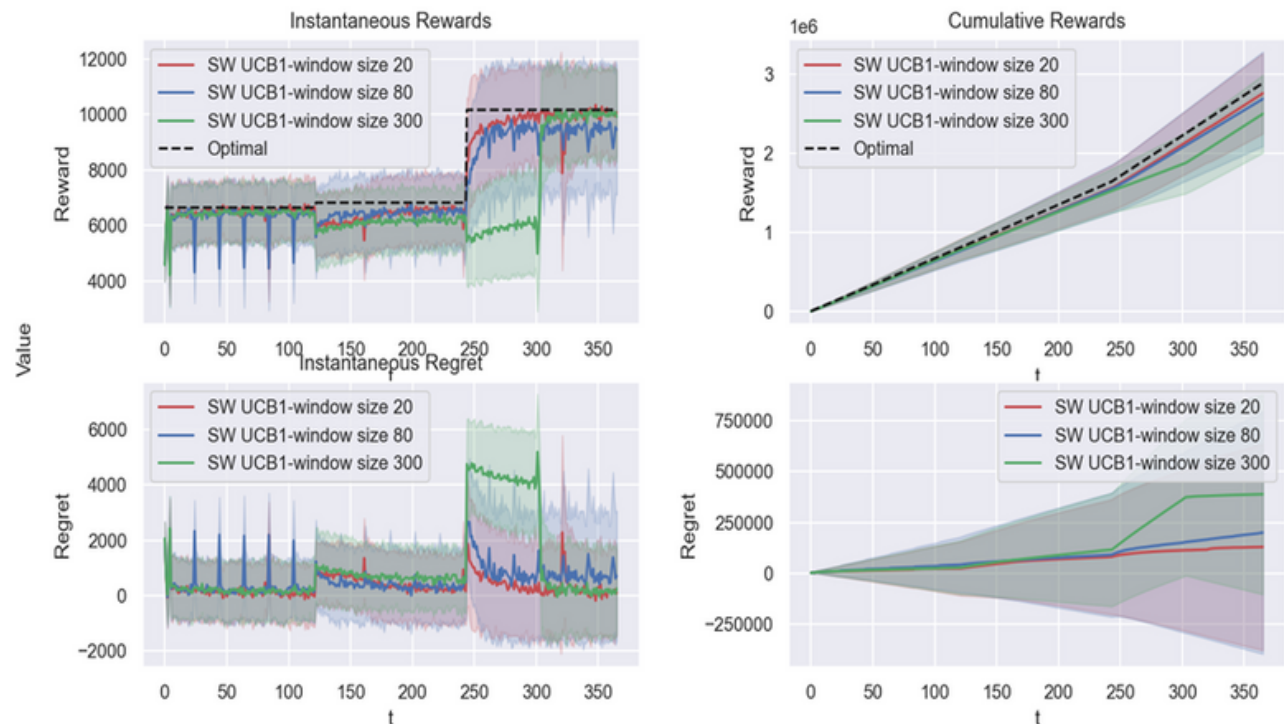 Instantaneous Rewards
12000
10000
8000
6000
4000
Reward
SW UCB1-window size 20
SW UCB1-window size 80
SW UCB1-window size 300
Optimal
0 50 100 150 200 250 300 350
t
Cumulative Rewards
1e6
3
2
1
0
Reward
SW UCB1-window size 20
SW UCB1-window size 80
SW UCB1-window size 300
Optimal
0 50 100 150 200 250 300 350
t
Value
Instantaneous Regret
6000
4000
2000
0
−2000
Regret
SW UCB1-window size 20
SW UCB1-window size 80
SW UCB1-window size 300
0 50 100 150 200 250 300 350
t
750000
500000
250000
0
−250000
Regret
SW UCB1-window size 20
SW UCB1-window size 80
SW UCB1-window size 300
0 50 100 150 200 250 300 350
t